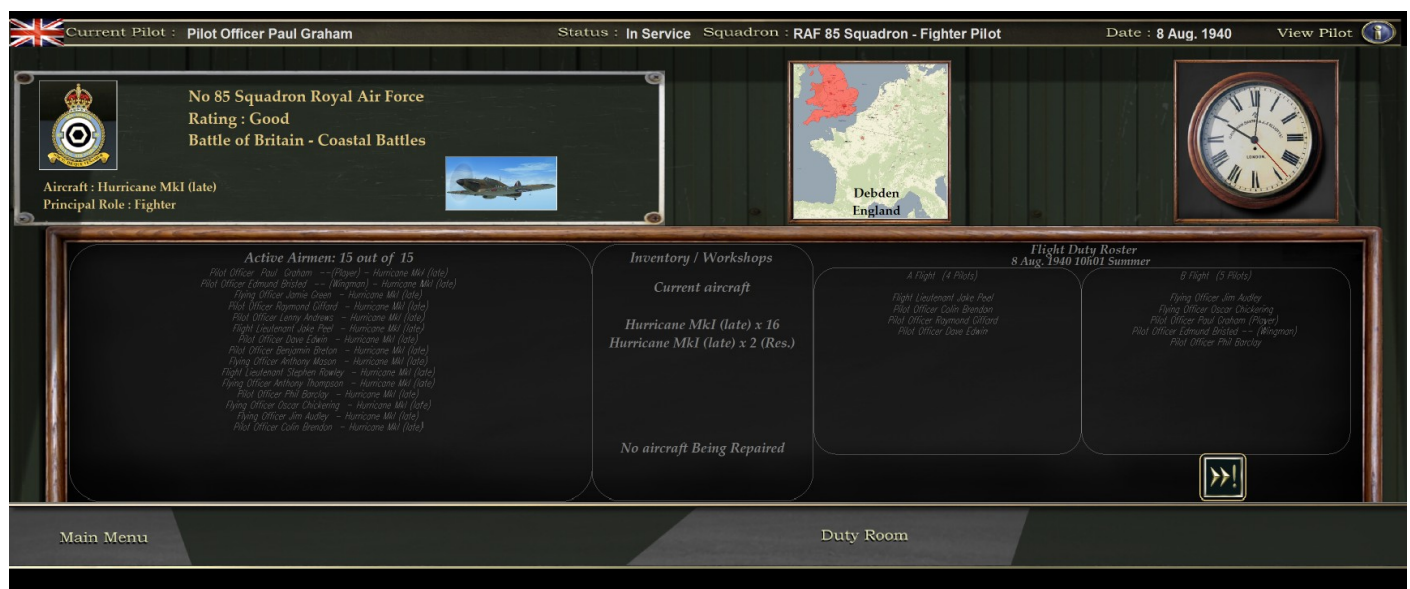 Current Pilot : Pilot Officer Paul Graham Status : In Service Squadron : RAF 85 Squadron - Fighter Pilot Date : 8 Aug. 1940 View Pilot
No 85 Squadron Royal Air Force
Rating : Good
Battle of Britain - Coastal Battles
Aircraft : Hurricane MkI (late)
Principal Role : Fighter
Debden
England
LONDON
Active Airmen: 15 out of 15
Pilot Officer Paul Graham --(Player) - Hurricane MkI (late)
Pilot Officer Edmund Bristed -- (Wingman) - Hurricane MkI (late)
Flying Officer Jamie Green - Hurricane MkI (late)
Pilot Officer Raymond Giffard - Hurricane MkI (late)
Pilot Officer Lenny Andrews - Hurricane MkI (late)
Flight Lieutenant Jake Peel - Hurricane MkI (late)
Pilot Officer Dave Edwin - Hurricane MkI (late)
Pilot Officer Benjamin Breton - Hurricane MkI (late)
Flying Officer Anthony Mason - Hurricane MkI (late)
Flight Lieutenant Stephen Rowley - Hurricane MkI (late)
Flying Officer Anthony Thompson - Hurricane MkI (late)
Pilot Officer Phil Barclay - Hurricane MkI (late)
Flying Officer Oscar Chickering - Hurricane MkI (late)
Flying Officer Jim Audley - Hurricane MkI (late)
Pilot Officer Colin Brendon - Hurricane MkI (late)
Inventory / Workshops
Current aircraft
Hurricane MkI (late) x 16
Hurricane MkI (late) x 2 (Res.)
No aircraft Being Repaired
Flight Duty Roster
8 Aug. 1940 10h01 Summer
A Flight (4 Pilots)
Flight Lieutenant Jake Peel
Pilot Officer Colin Brendon
Pilot Officer Raymond Giffard
Pilot Officer Dave Edwin
B Flight (5 Pilots)
Flying Officer Jim Audley
Flying Officer Oscar Chickering
Pilot Officer Paul Graham (Player)
Pilot Officer Edmund Bristed -- (Wingman)
Pilot Officer Phil Barclay
Main Menu
Duty Room